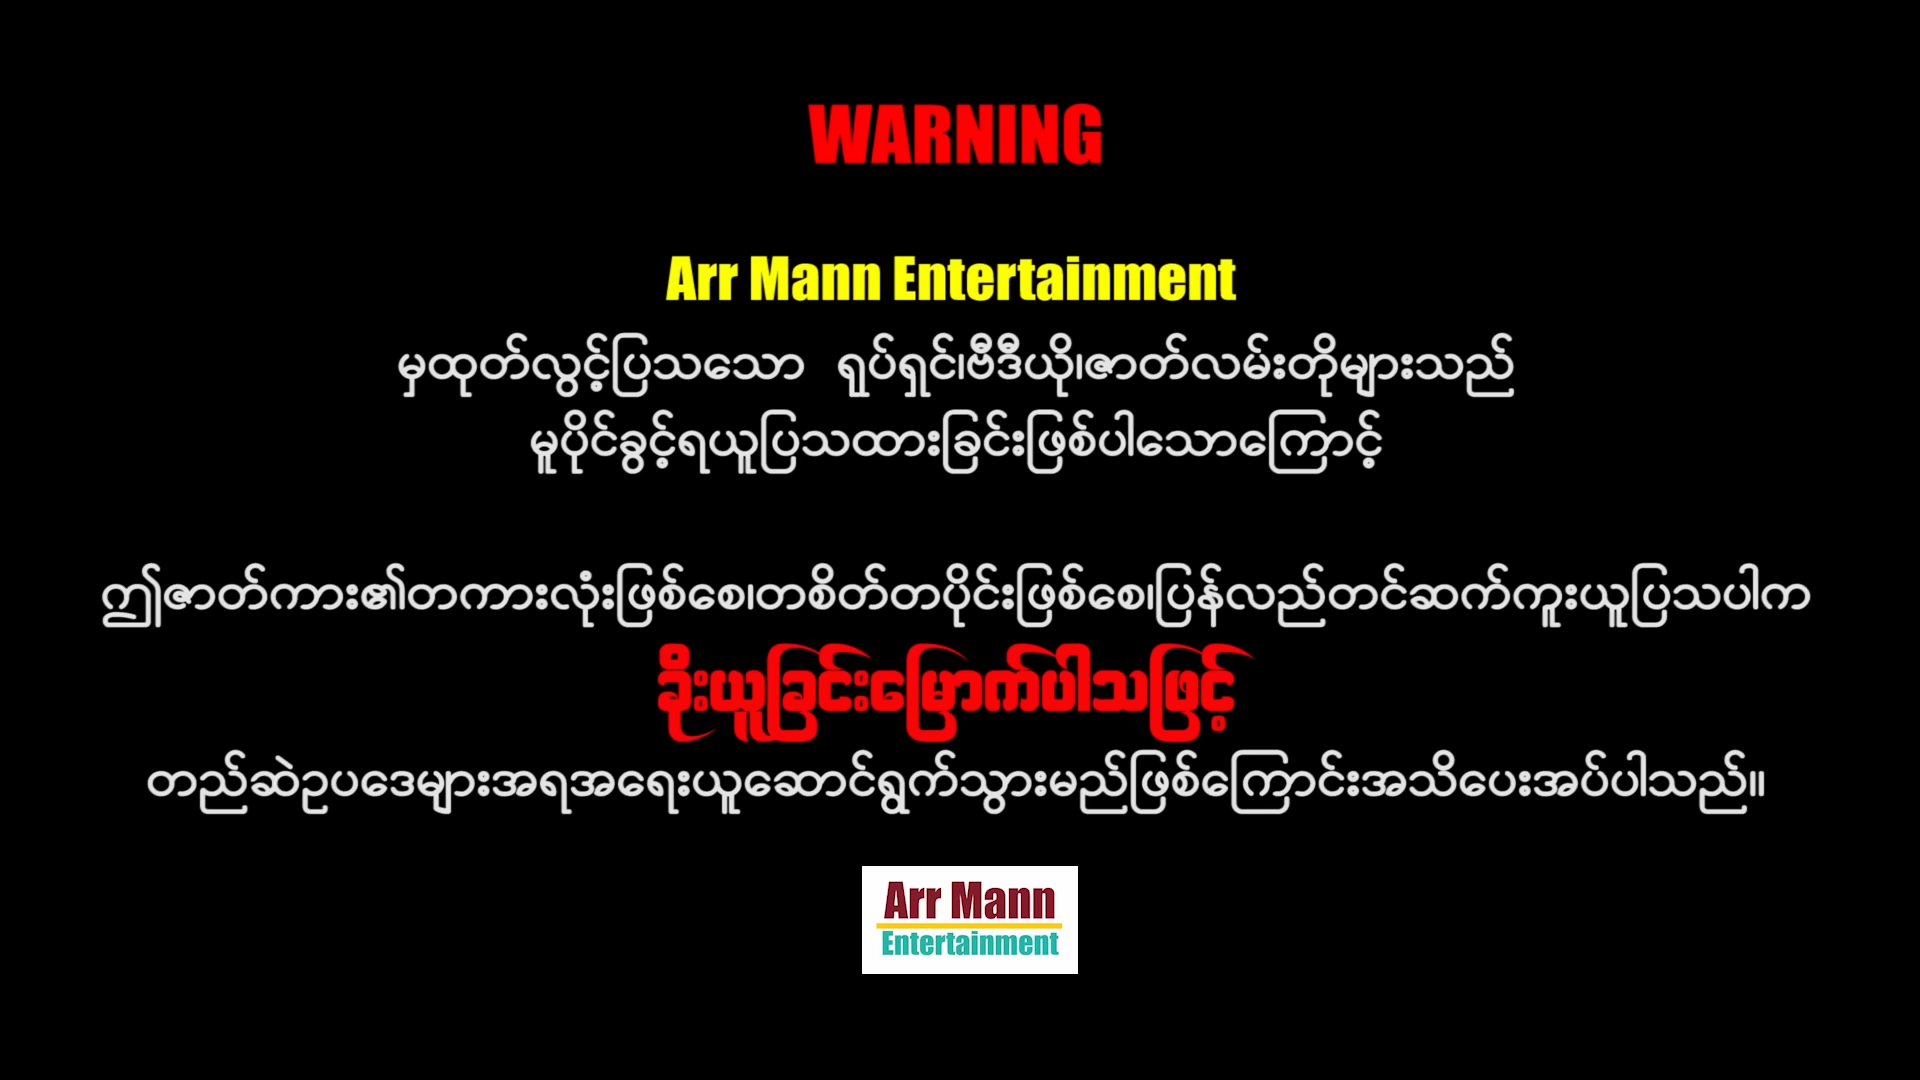 WARNING
Arr Mann Entertainment
မှထုတ်လွှင့်ပြသသော ရုပ်ရှင်၊ဗီဒီယို၊ဇာတ်လမ်းတိုများသည်
မူပိုင်ခွင့်ရယူပြသထားခြင်းဖြစ်ပါသောကြောင့်
ဤဇာတ်ကား၏တကားလုံးဖြစ်စေ၊တစိတ်တပိုင်းဖြစ်စေ၊ပြန်လည်တင်ဆက်ကူးယူပြသပါက
ခိုးယူခြင်းမြောက်ပါသဖြင့်
တည်ဆဲဥပဒေများအရအရေးယူဆောင်ရွက်သွားမည်ဖြစ်ကြောင်းအသိပေးအပ်ပါသည်။
Arr Mann
Entertainment